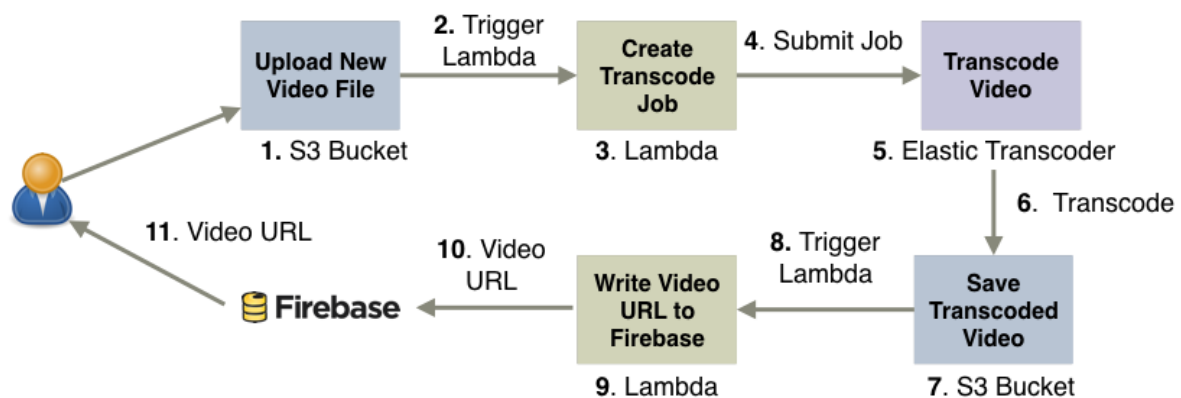 2. Trigger
Lambda
4. Submit Job
Upload New
Video File
Create
Transcode
Job
Transcode
Video
1. S3 Bucket
3. Lambda
5. Elastic Transcoder
6. Transcode
11. Video URL
10. Video
URL
8. Trigger
Lambda
Firebase
Write Video
URL to
Firebase
Save
Transcoded
Video
9. Lambda
7. S3 Bucket